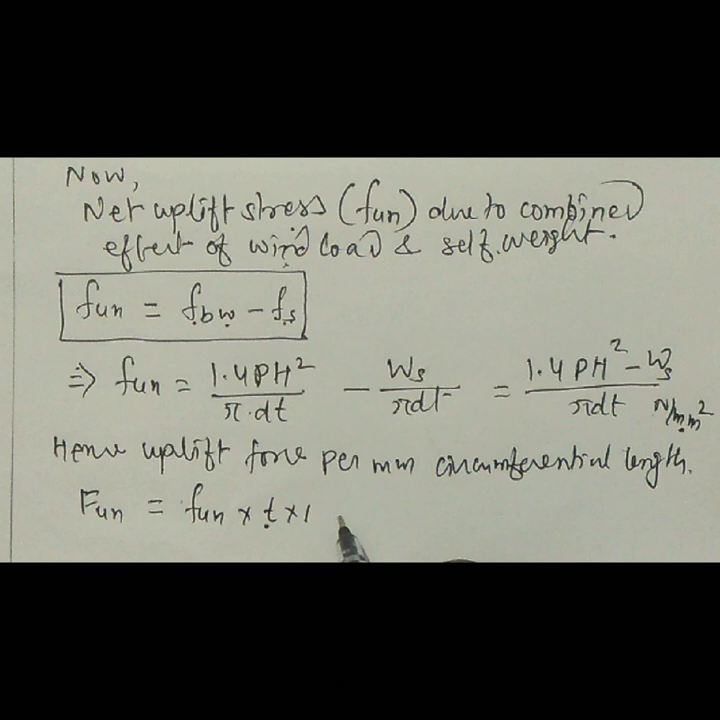 Now,
Net uplift stress (fun) due to combined
effect of wind load & self. weight.
fun = fbw - fs
⇒ fun = 1.4PH² / π.dt - Ws / πdt = 1.4PH² - Ws / πdt N/mm²
Hence uplift force per mm circumferential length.
Fun = fun × t × 1